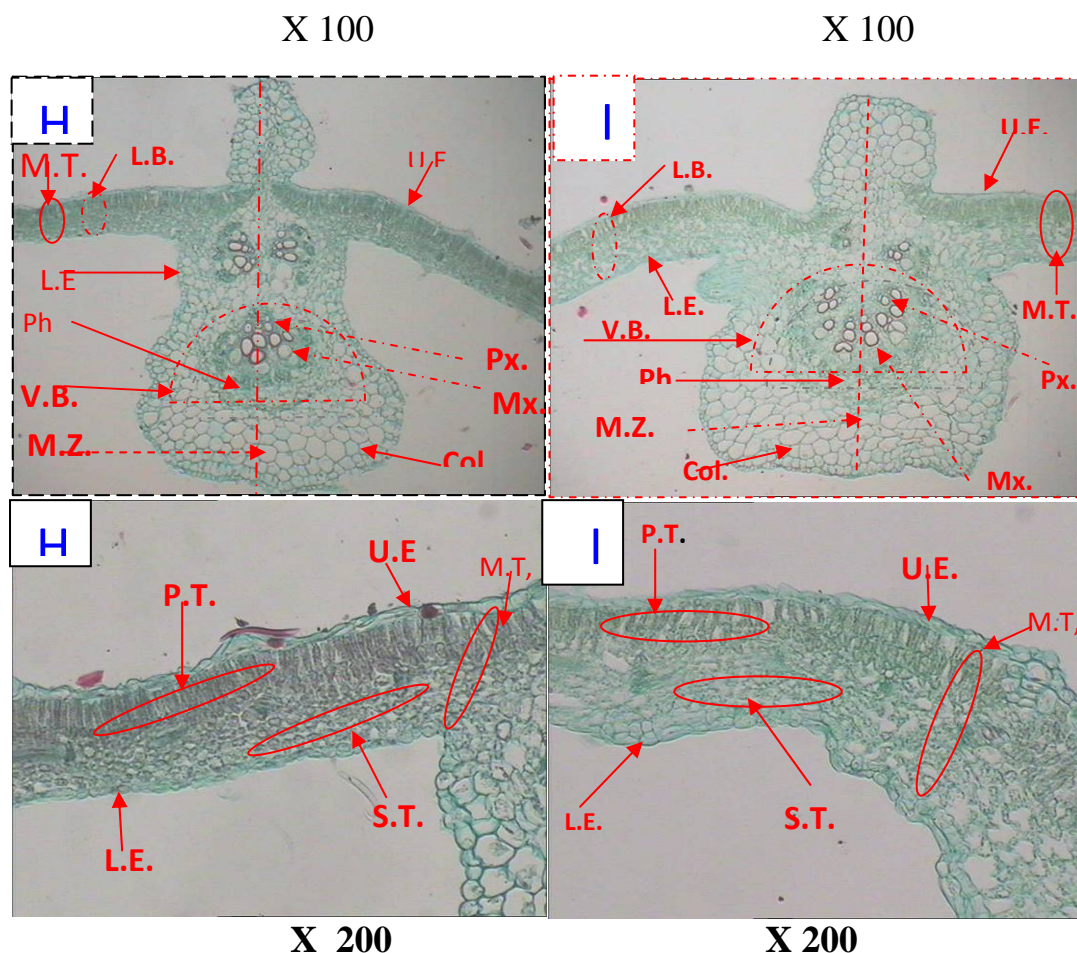 X 100
X 100
H
L.B.
M.T.
U.E
L.E
Ph
Px.
V.B.
Mx.
M.Z.
Col
I
U.E.
L.B.
L.E.
M.T.
V.B.
Ph
Px.
M.Z.
Col.
Mx.
H
U.E
M.T,
P.T.
S.T.
L.E.
I
P.T.
U.E.
M.T,
L.E.
S.T.
X 200
X 200